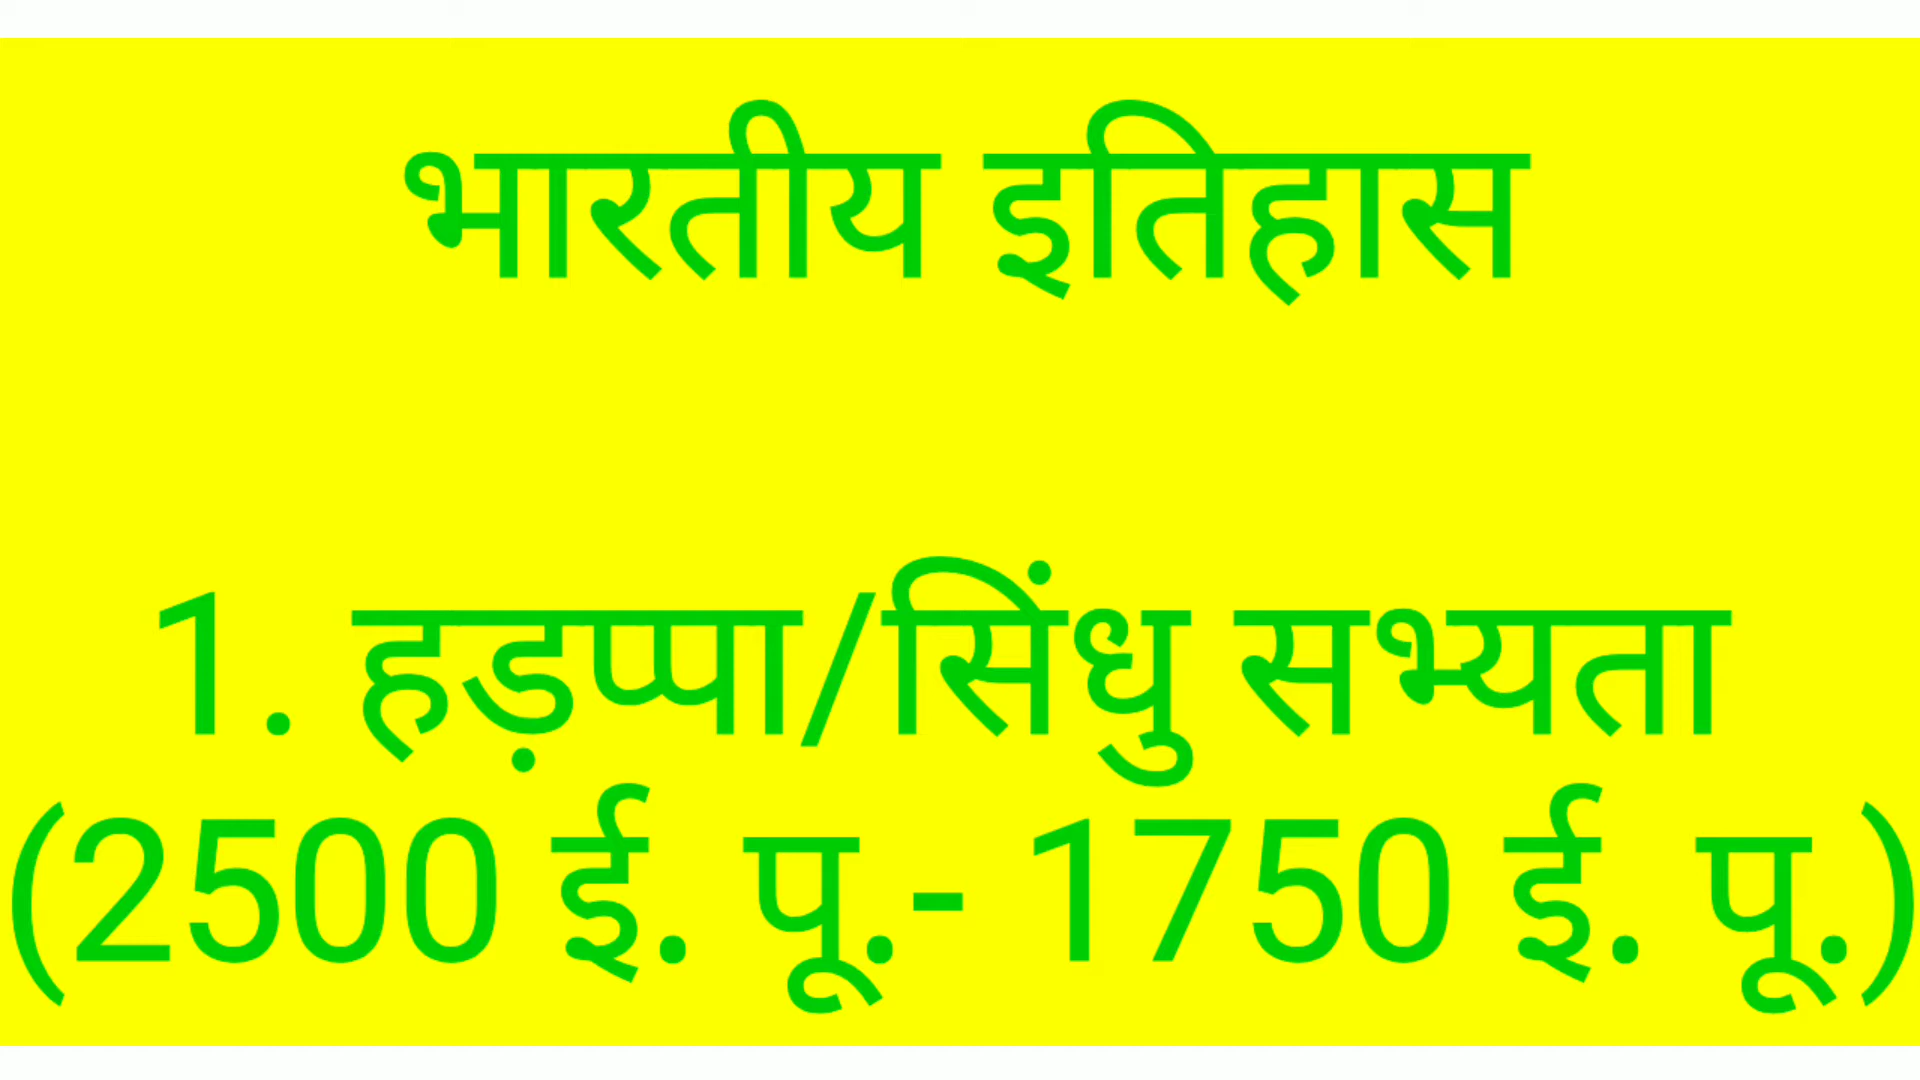 भारतीय इतिहास
1. हड़प्पा/सिंधु सभ्यता
(2500 ई. पू.- 1750 ई. पू.)